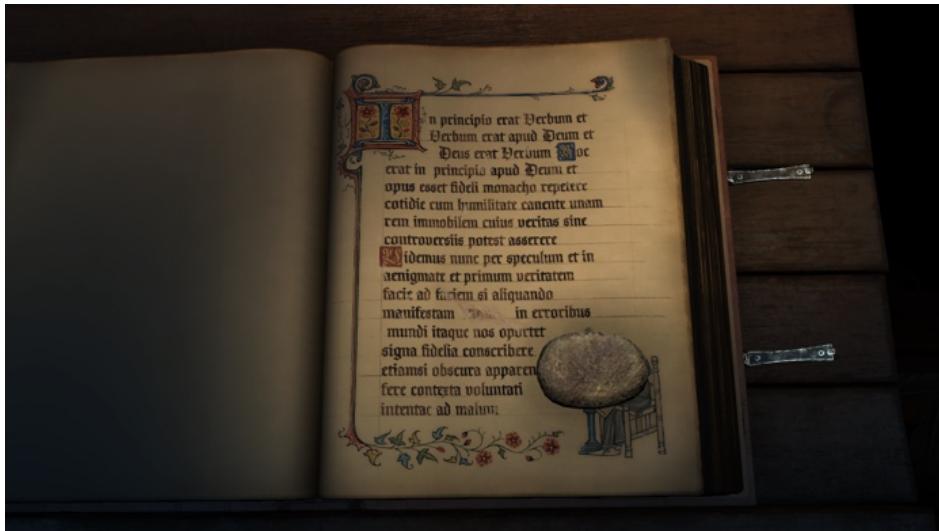 In principio erat Verbum et
Verbum erat apud Deum et
Deus erat Verbum Hoc
erat in principio apud Deum et
opus esset fideli monacho repetere
cotidie cum humilitate canente unam
rem immobilem cuius veritas sine
controversiis potest asserere
Videmus nunc per speculum et in
aenigmate et primum veritatem
facie ad faciem si aliquando
manifestam in erroribus
mundi itaque nos oportet
signa fidelia conscribere
etiamsi obscura apparen
fere contexta voluntati
intentae ad malum;